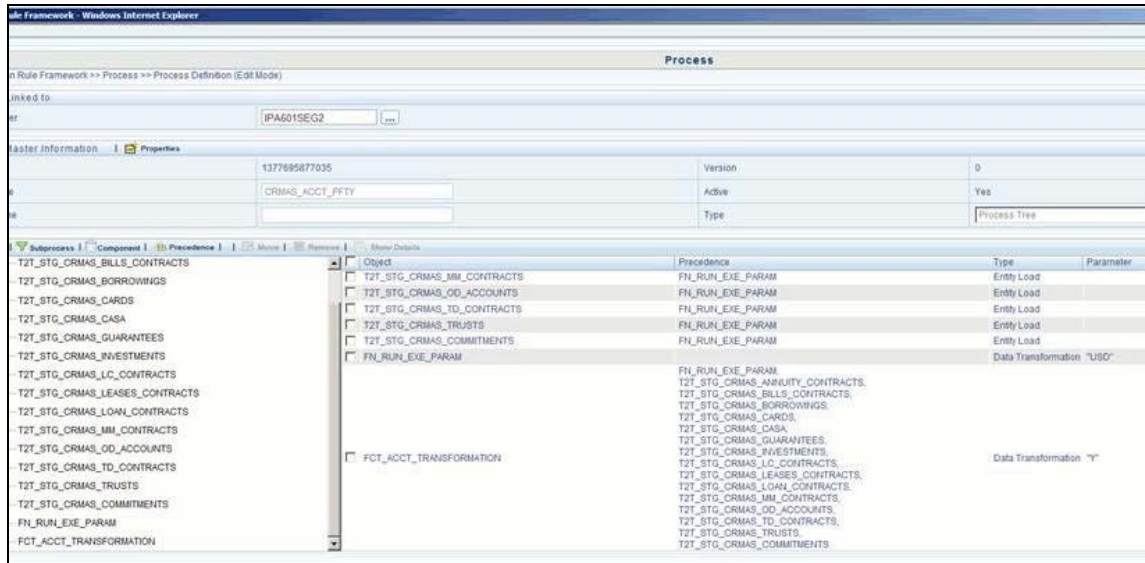 ule Framework - Windows Internet Explorer
Process
n Rule Framework >> Process >> Process Definition (Edit Mode)
inked to
er IPA601SEG2 ...
aster Information | Properties
1377695877035 Version 0
e CRMAS_ACCT_PFTY Active Yes
ne Type Process Tree
| Subprocess | Component | Precedence | | Move | Remove | Show Details
T2T_STG_CRMAS_BILLS_CONTRACTS
T2T_STG_CRMAS_BORROWINGS
T2T_STG_CRMAS_CARDS
T2T_STG_CRMAS_CASA
T2T_STG_CRMAS_GUARANTEES
T2T_STG_CRMAS_INVESTMENTS
T2T_STG_CRMAS_LC_CONTRACTS
T2T_STG_CRMAS_LEASES_CONTRACTS
T2T_STG_CRMAS_LOAN_CONTRACTS
T2T_STG_CRMAS_MM_CONTRACTS
T2T_STG_CRMAS_OD_ACCOUNTS
T2T_STG_CRMAS_TD_CONTRACTS
T2T_STG_CRMAS_TRUSTS
T2T_STG_CRMAS_COMMITMENTS
FN_RUN_EXE_PARAM
FCT_ACCT_TRANSFORMATION
Object Precedence Type Parameter
T2T_STG_CRMAS_MM_CONTRACTS FN_RUN_EXE_PARAM Entity Load
T2T_STG_CRMAS_OD_ACCOUNTS FN_RUN_EXE_PARAM Entity Load
T2T_STG_CRMAS_TD_CONTRACTS FN_RUN_EXE_PARAM Entity Load
T2T_STG_CRMAS_TRUSTS FN_RUN_EXE_PARAM Entity Load
T2T_STG_CRMAS_COMMITMENTS FN_RUN_EXE_PARAM Entity Load
FN_RUN_EXE_PARAM Data Transformation "USD"
FCT_ACCT_TRANSFORMATION Data Transformation "Y"
FN_RUN_EXE_PARAM,
T2T_STG_CRMAS_ANNUITY_CONTRACTS,
T2T_STG_CRMAS_BILLS_CONTRACTS,
T2T_STG_CRMAS_BORROWINGS,
T2T_STG_CRMAS_CARDS,
T2T_STG_CRMAS_CASA,
T2T_STG_CRMAS_GUARANTEES,
T2T_STG_CRMAS_INVESTMENTS,
T2T_STG_CRMAS_LC_CONTRACTS,
T2T_STG_CRMAS_LEASES_CONTRACTS,
T2T_STG_CRMAS_LOAN_CONTRACTS,
T2T_STG_CRMAS_MM_CONTRACTS,
T2T_STG_CRMAS_OD_ACCOUNTS,
T2T_STG_CRMAS_TD_CONTRACTS,
T2T_STG_CRMAS_TRUSTS,
T2T_STG_CRMAS_COMMITMENTS